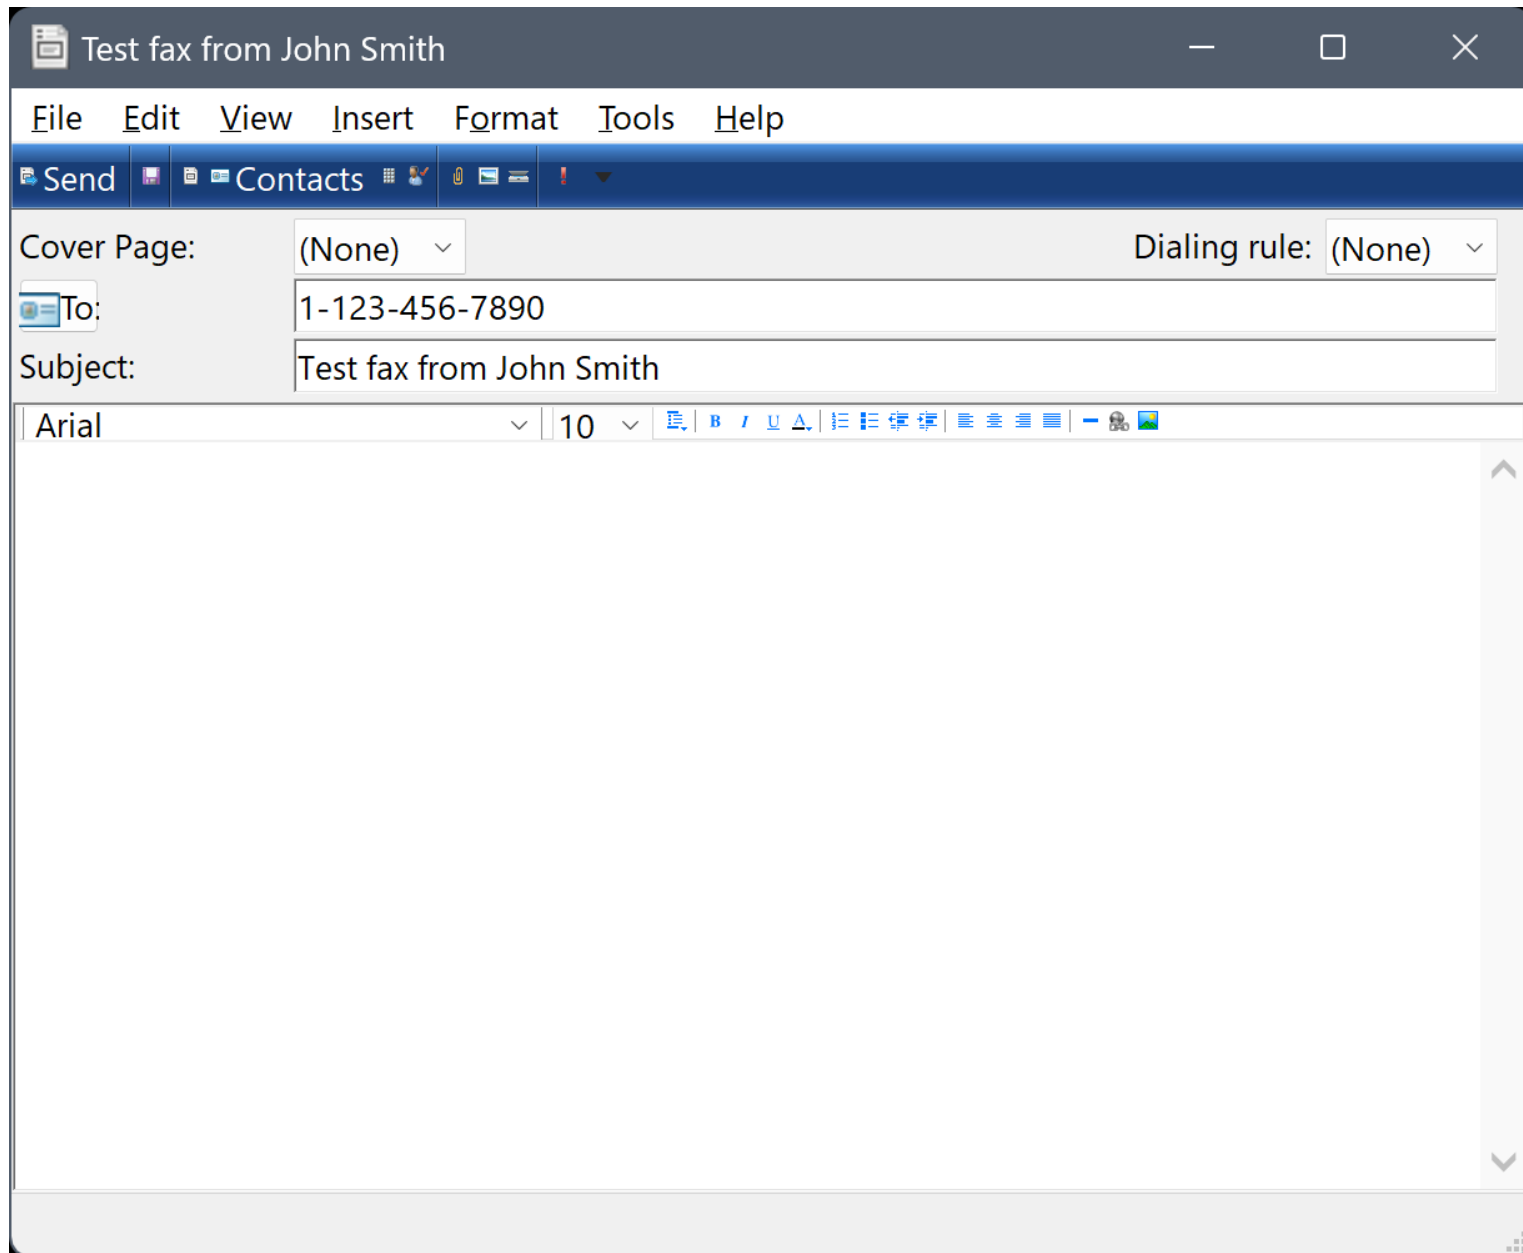 Test fax from John Smith
File Edit View Insert Format Tools Help
Send Contacts
Cover Page: (None) Dialing rule: (None)
To: 1-123-456-7890
Subject: Test fax from John Smith
Arial 10 B I U A